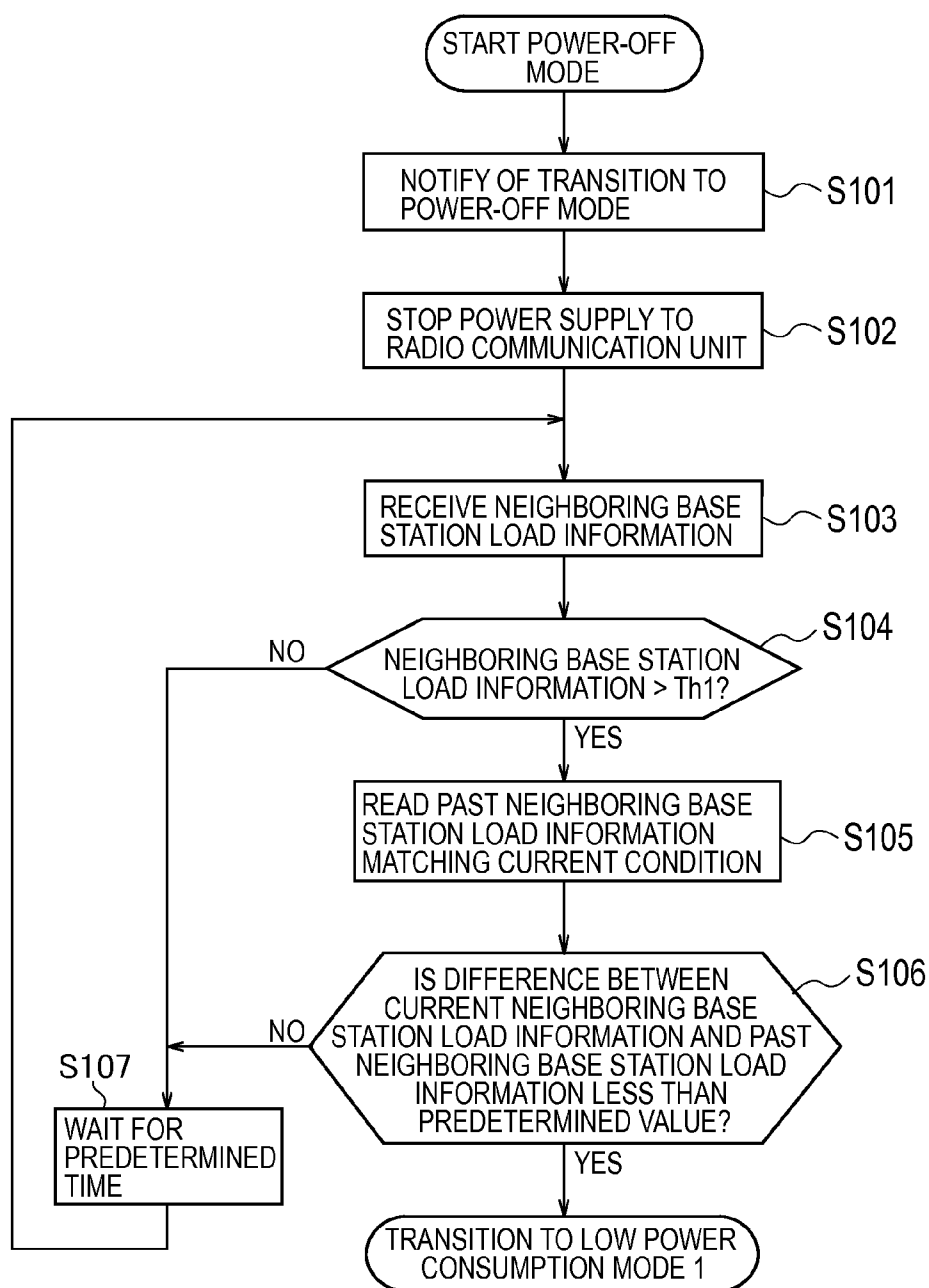 START POWER-OFF
MODE
NOTIFY OF TRANSITION TO
POWER-OFF MODE
S101
STOP POWER SUPPLY TO
RADIO COMMUNICATION UNIT
S102
RECEIVE NEIGHBORING BASE
STATION LOAD INFORMATION
S103
S104
NO
NEIGHBORING BASE STATION
LOAD INFORMATION > Th1?
YES
READ PAST NEIGHBORING BASE
STATION LOAD INFORMATION
MATCHING CURRENT CONDITION
S105
S106
IS DIFFERENCE BETWEEN
CURRENT NEIGHBORING BASE
STATION LOAD INFORMATION AND PAST
NEIGHBORING BASE STATION LOAD
INFORMATION LESS THAN
PREDETERMINED VALUE?
NO
S107
WAIT FOR
PREDETERMINED
TIME
YES
TRANSITION TO LOW POWER
CONSUMPTION MODE 1